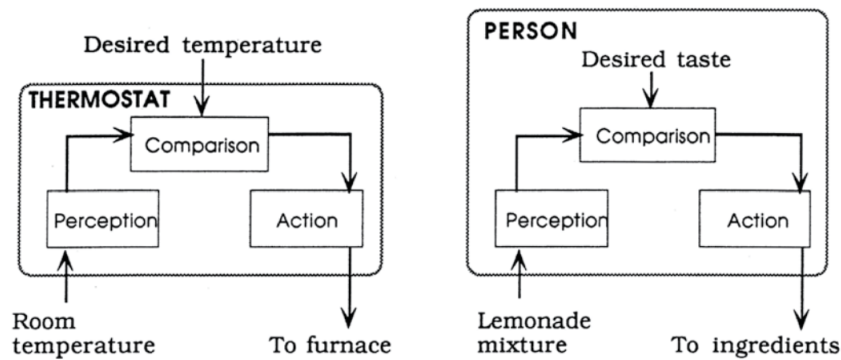 Desired temperature
THERMOSTAT
Comparison
Perception
Action
Room
temperature
To furnace
PERSON
Desired taste
Comparison
Perception
Action
Lemonade
mixture
To ingredients